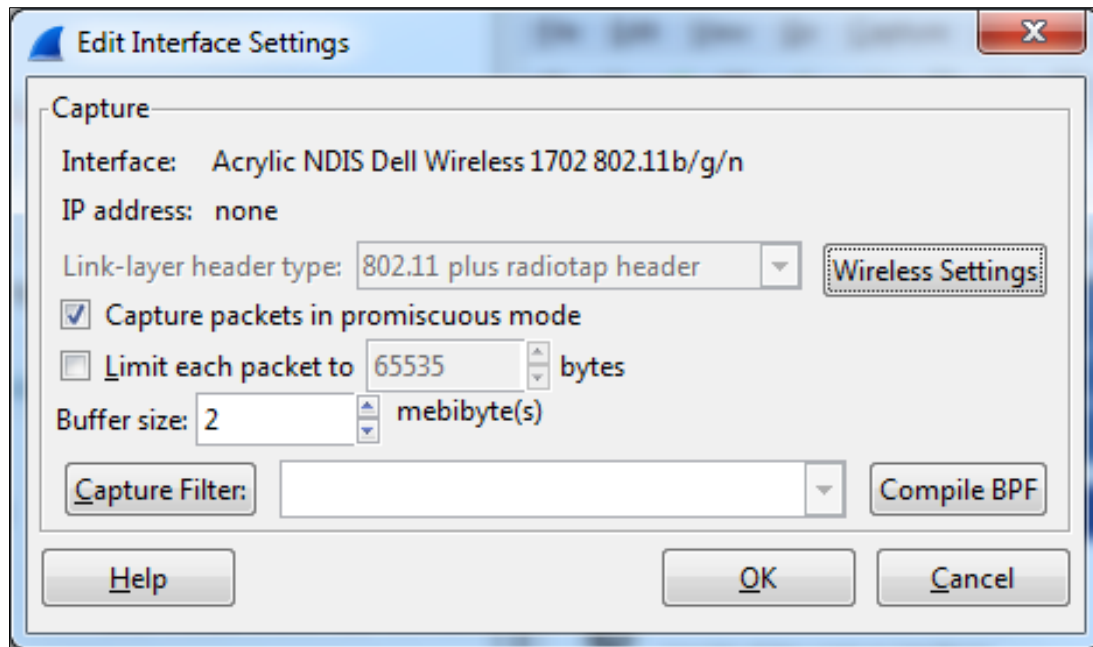 Edit Interface Settings
Capture
Interface: Acrylic NDIS Dell Wireless 1702 802.11b/g/n
IP address: none
Link-layer header type: 802.11 plus radiotap header Wireless Settings
Capture packets in promiscuous mode
Limit each packet to 65535 bytes
Buffer size: 2 mebibyte(s)
Capture Filter: Compile BPF
Help OK Cancel